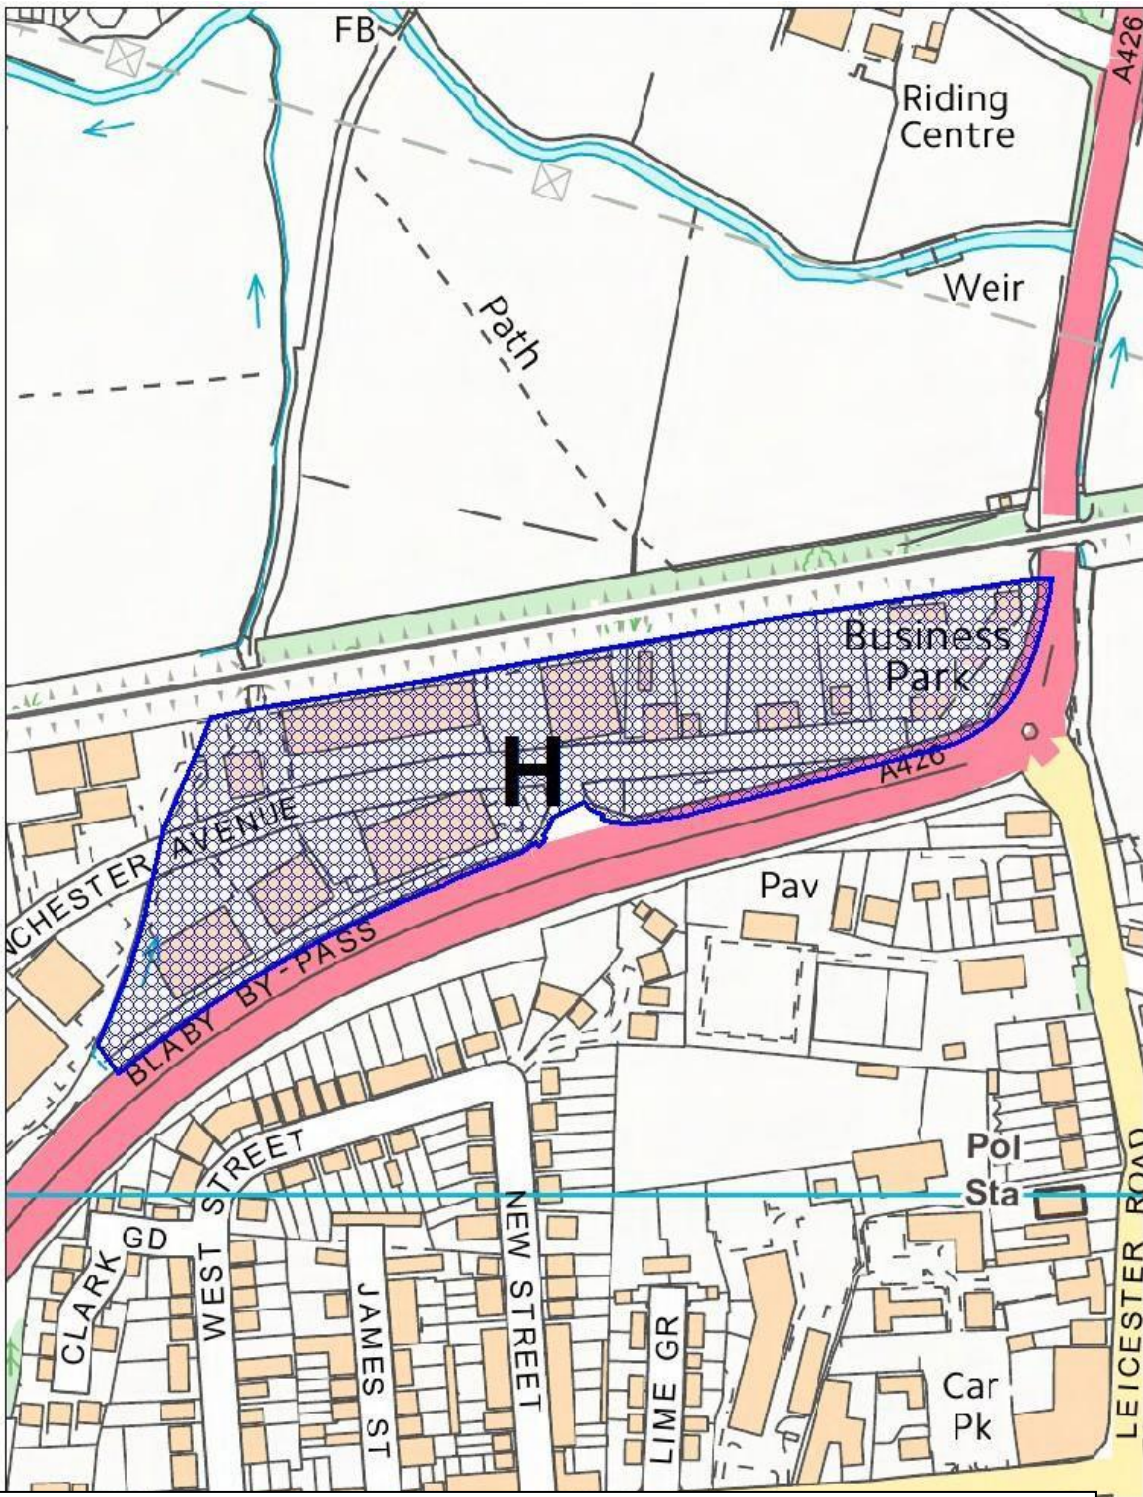 FB
A426
Riding
Centre
Weir
Path
Business
Park
H
A426
NCHESTER AVENUE
BLABY BY-PASS
Pav
Pol
Sta
WEST STREET
NEW STREET
CLARK GD
JAMES ST
LIME GR
LEICESTER ROAD
Car
Pk